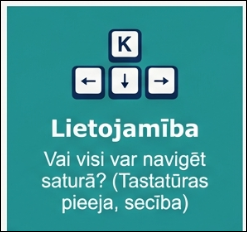 K
← ↓ →
Lietojamība
Vai visi var navigēt
saturā? (Tastatūras
pieeja, secība)